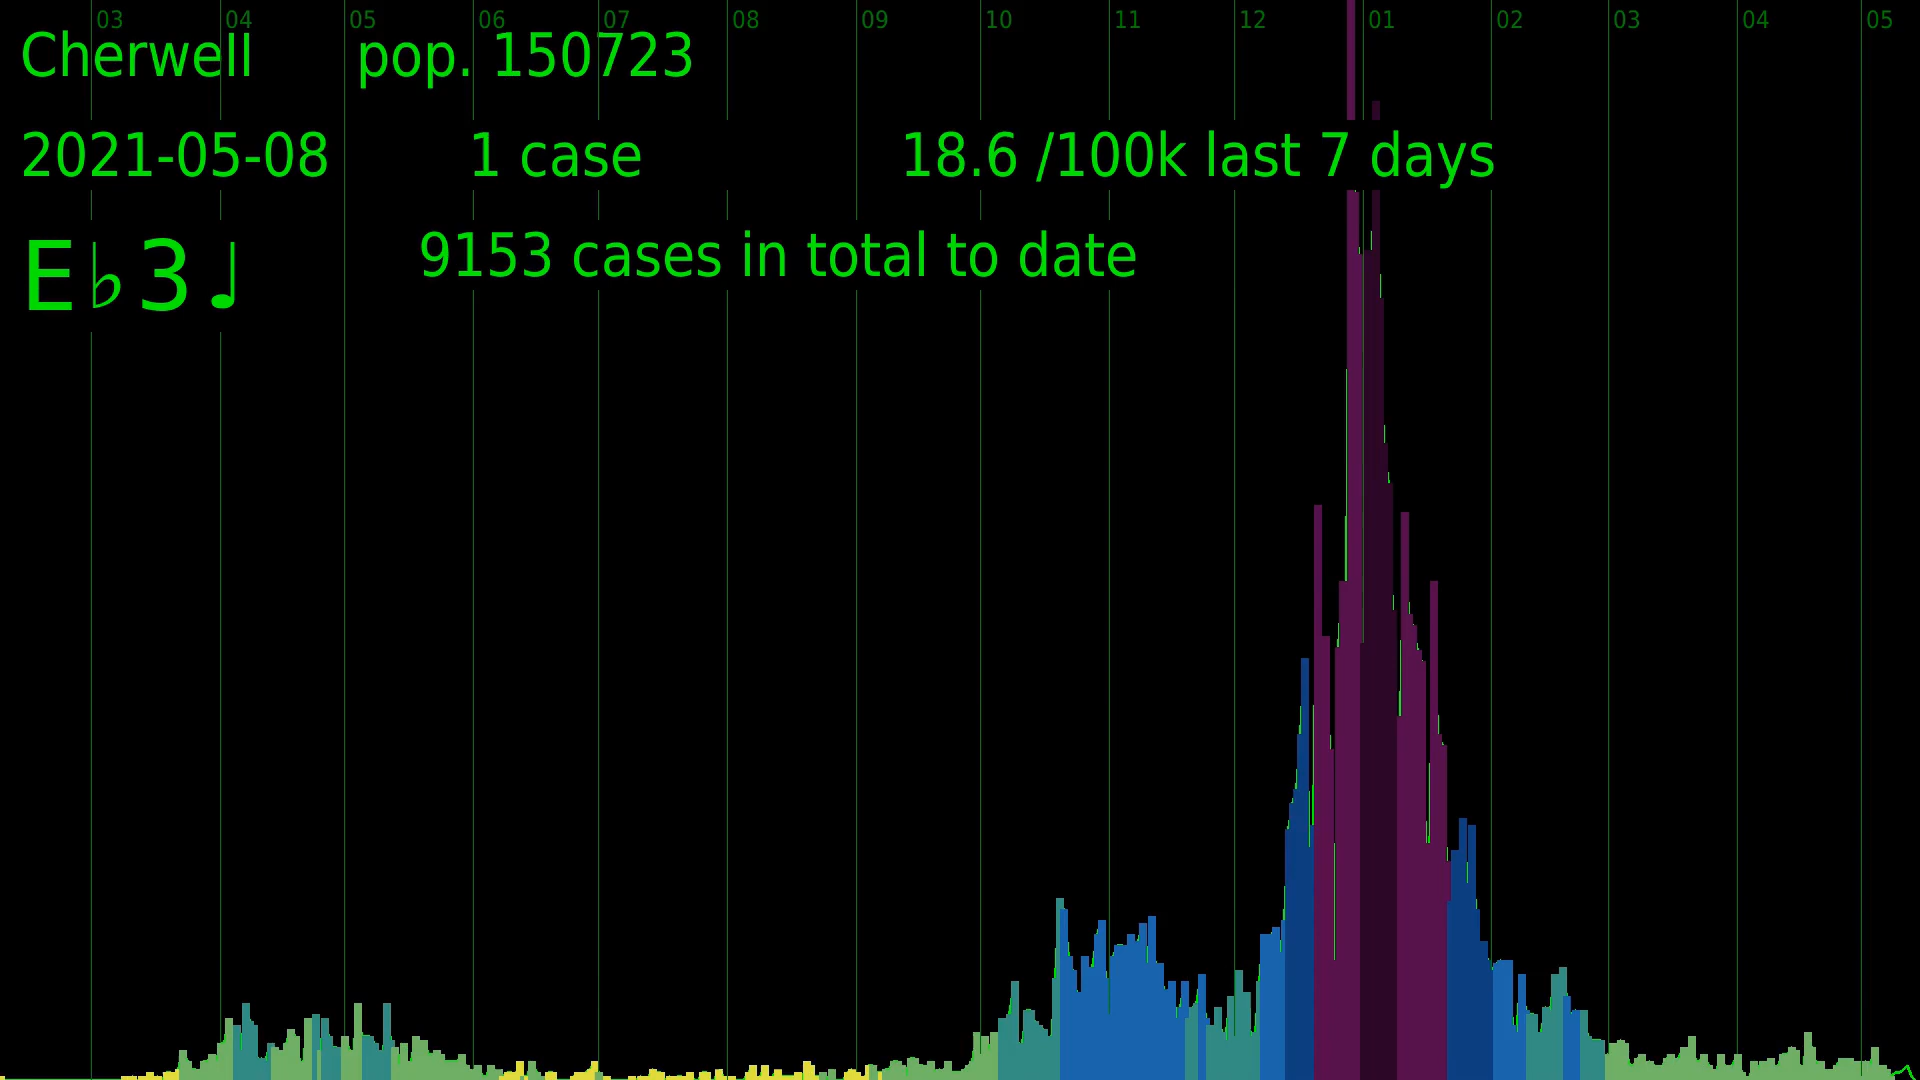 03 04 05 06 07 08 09 10 11 12 01 02 03 04 05
Cherwell pop. 150723
2021-05-08 1 case 18.6 /100k last 7 days
E♭3♩ 9153 cases in total to date